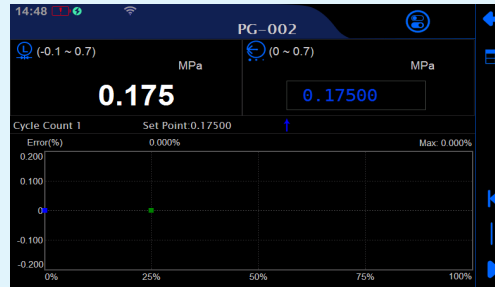 14:48
PG-002
L (-0.1 ~ 0.7)
MPa
0.175
(0 ~ 0.7)
MPa
0.17500
Cycle Count 1 Set Point:0.17500
Error(%) 0.000% Max: 0.000%
0.200
0.100
0
-0.100
-0.200
0% 25% 50% 75% 100%